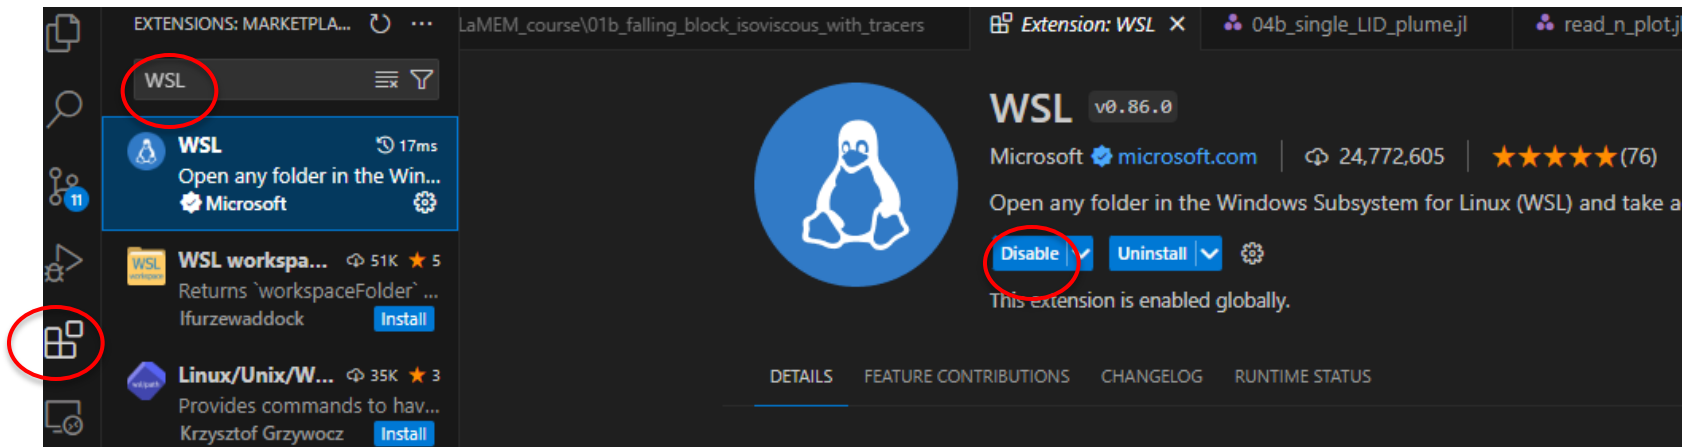 EXTENSIONS: MARKETPLA...
WSL
WSL 17ms
Open any folder in the Win...
Microsoft
WSL workspace
WSL workspa... 51K ★ 5
Returns `workspaceFolder` ...
lfurzewaddock Install
Linux/Unix/W... 35K ★ 3
Provides commands to hav...
Krzysztof Grzywocz Install
11
LaMEM_course\01b_falling_block_isoviscous_with_tracers
Extension: WSL ✕
04b_single_LID_plume.jl
read_n_plot.jl
WSL v0.86.0
Microsoft microsoft.com | 24,772,605 | ★★★★★(76)
Open any folder in the Windows Subsystem for Linux (WSL) and take a
Disable Uninstall
This extension is enabled globally.
DETAILS FEATURE CONTRIBUTIONS CHANGELOG RUNTIME STATUS